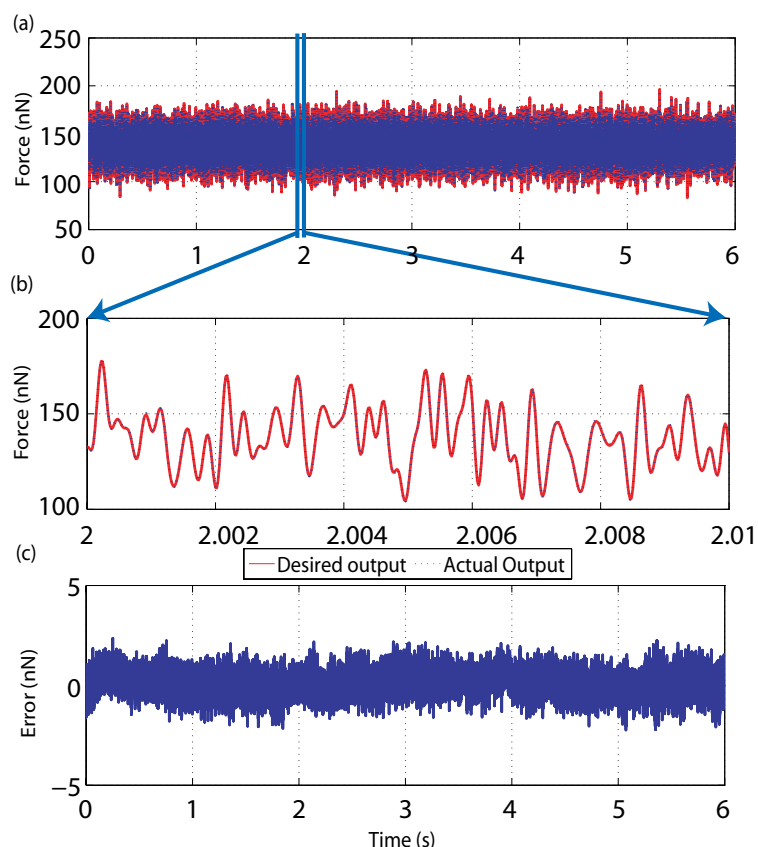 (a)
250
200
150
100
50
Force (nN)
0 1 2 3 4 5 6
(b)
200
150
100
Force (nN)
2 2.002 2.004 2.006 2.008 2.01
(c)
Desired output Actual Output
5
0
−5
Error (nN)
0 1 2 3 4 5 6
Time (s)